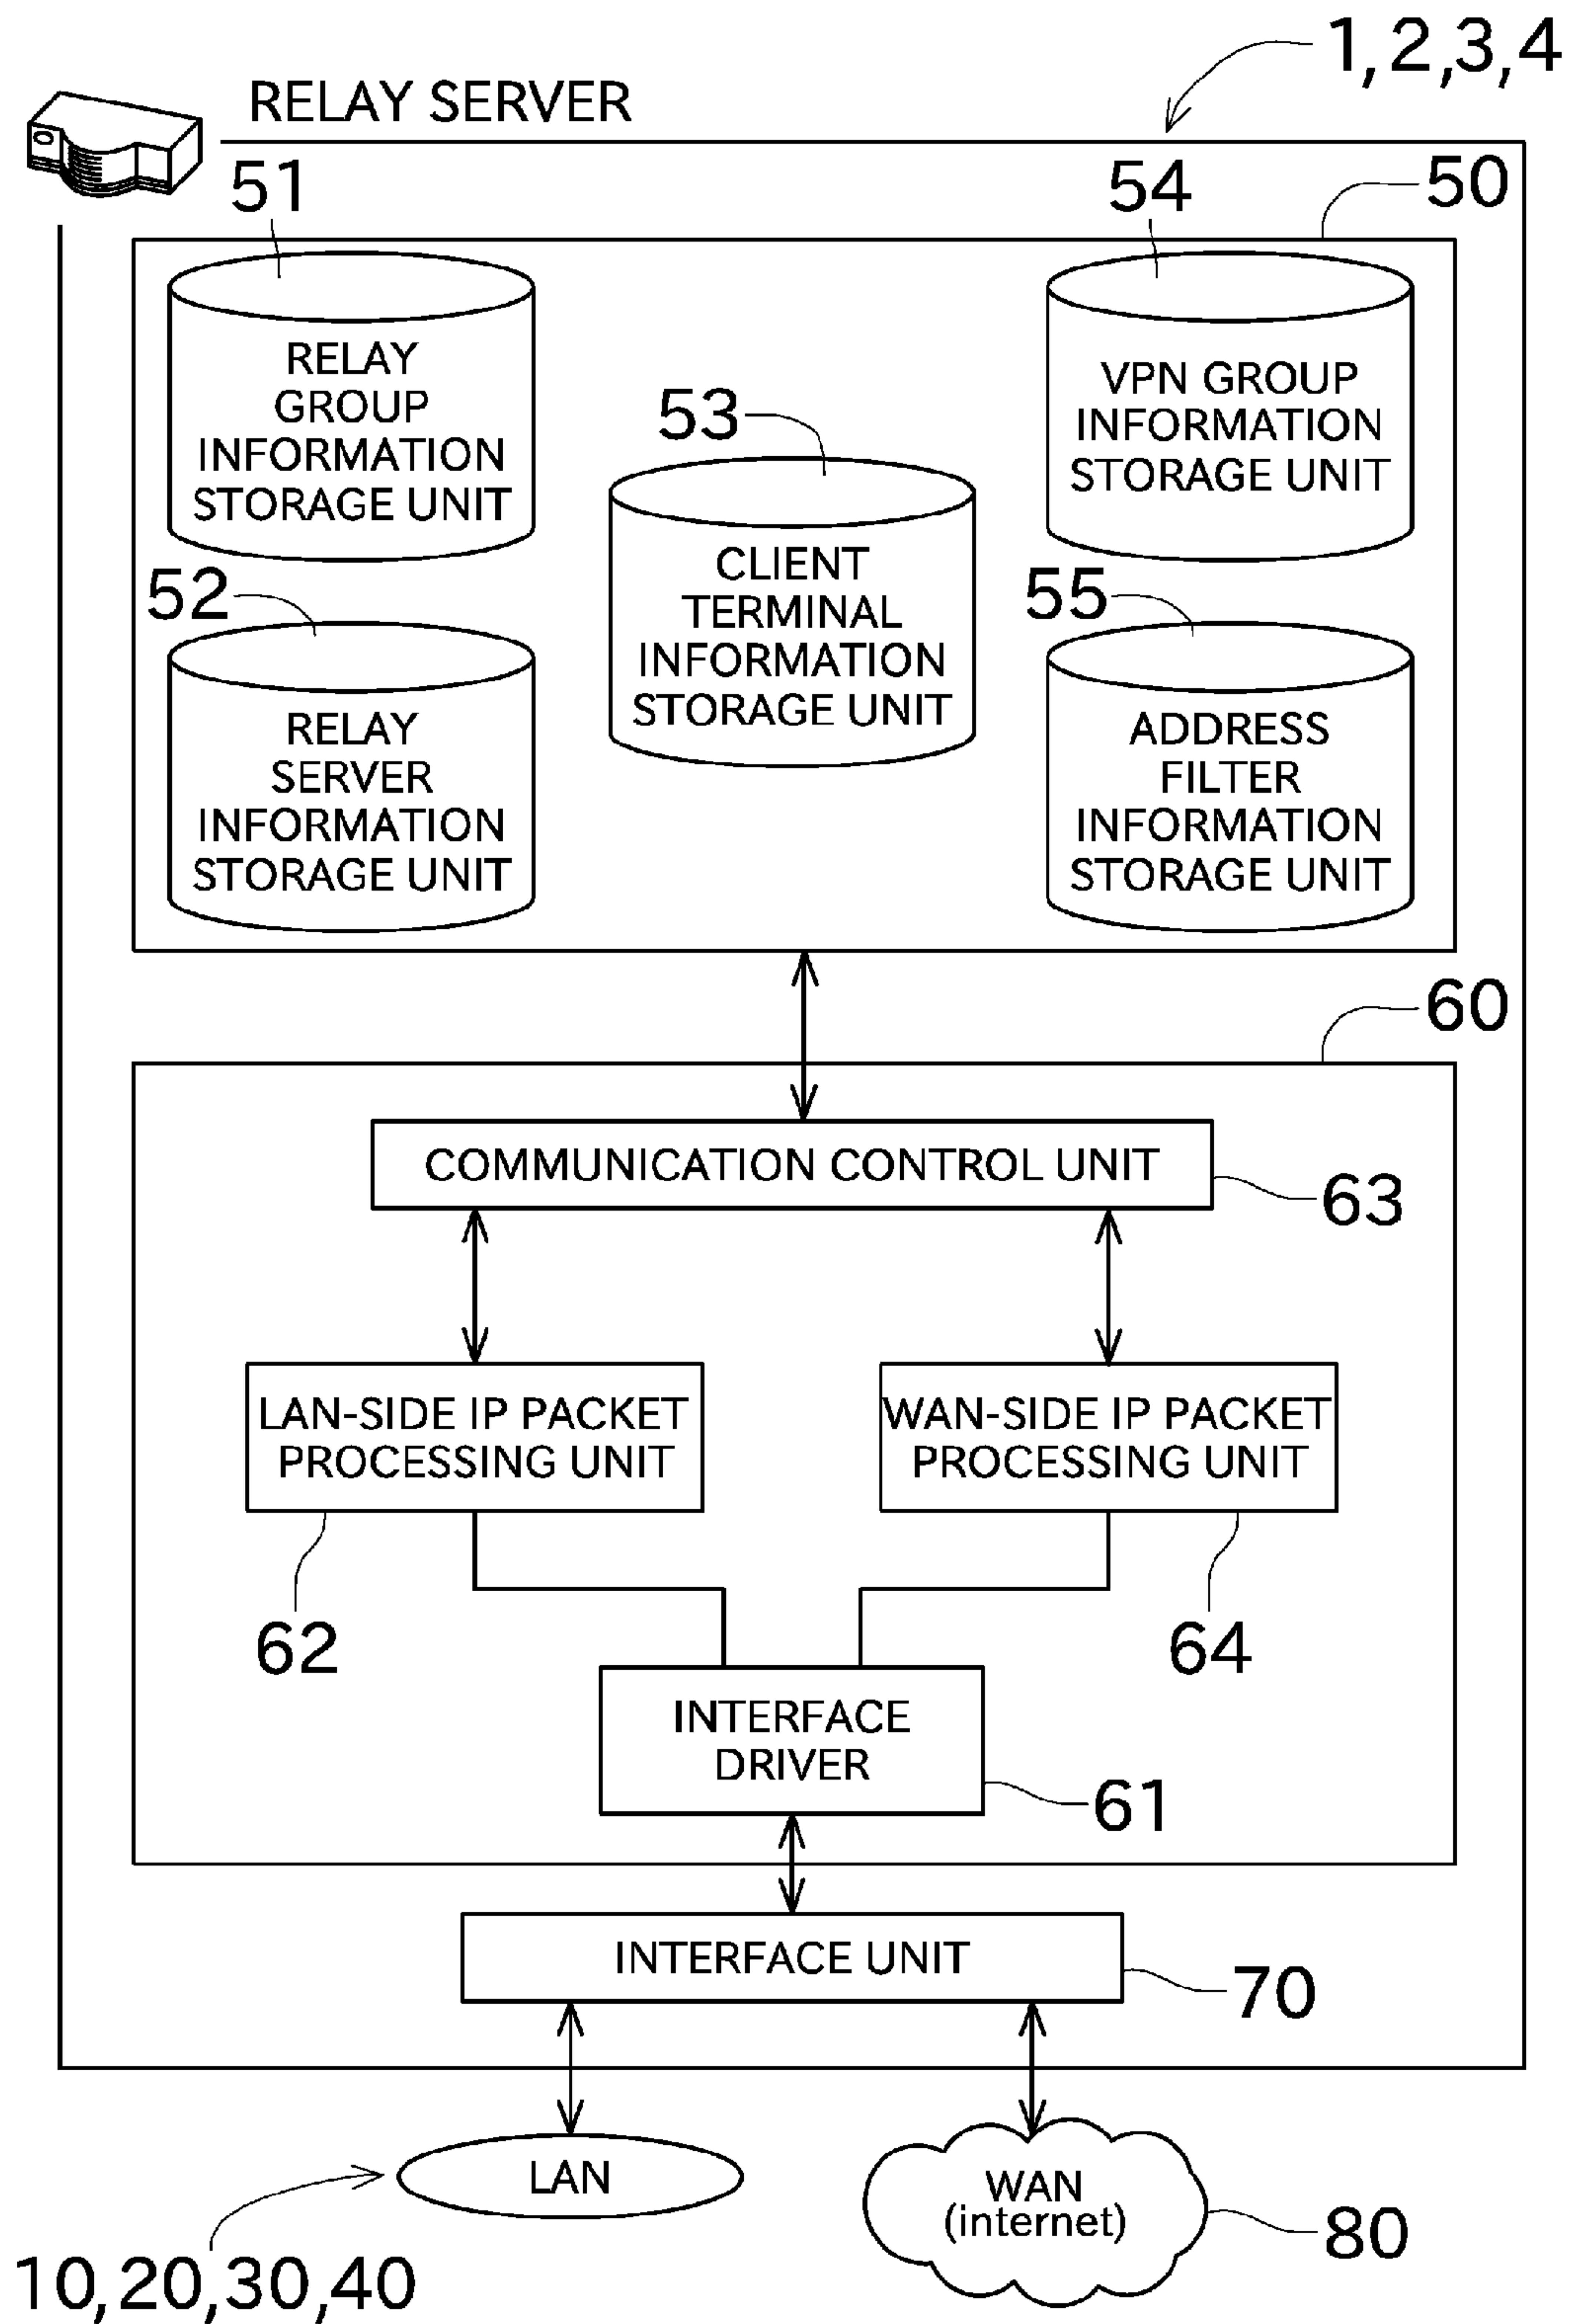 1,2,3,4
RELAY SERVER
50
51
54
RELAY
GROUP
INFORMATION
STORAGE UNIT
53
VPN GROUP
INFORMATION
STORAGE UNIT
CLIENT
TERMINAL
INFORMATION
STORAGE UNIT
52
55
RELAY
SERVER
INFORMATION
STORAGE UNIT
ADDRESS
FILTER
INFORMATION
STORAGE UNIT
60
COMMUNICATION CONTROL UNIT
63
LAN-SIDE IP PACKET
PROCESSING UNIT
WAN-SIDE IP PACKET
PROCESSING UNIT
62
64
INTERFACE
DRIVER
61
INTERFACE UNIT
70
LAN
WAN
(internet)
80
10,20,30,40